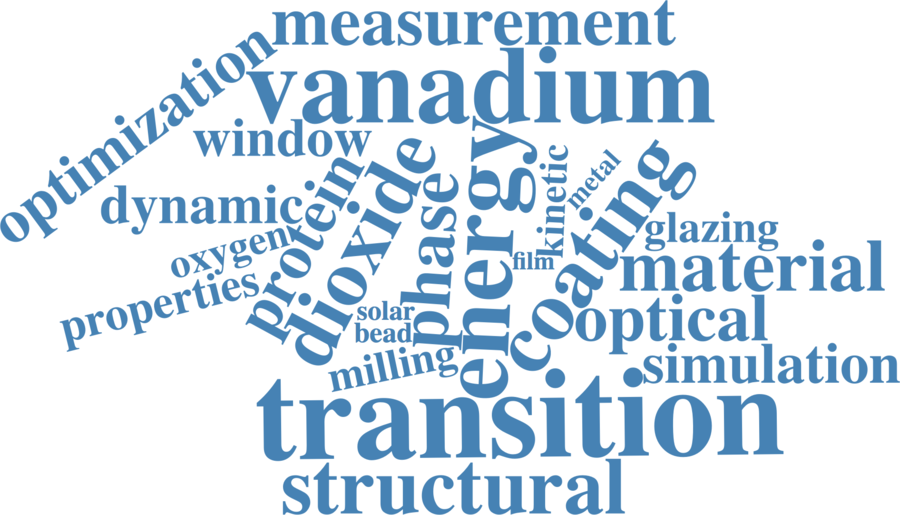 measurement
vanadium
optimization
window
dynamic
oxygen
properties
protein
dioxide
phase
energy
kinetic
metal
coating
film
glazing
material
solar
bead
optical
milling
simulation
transition
structural